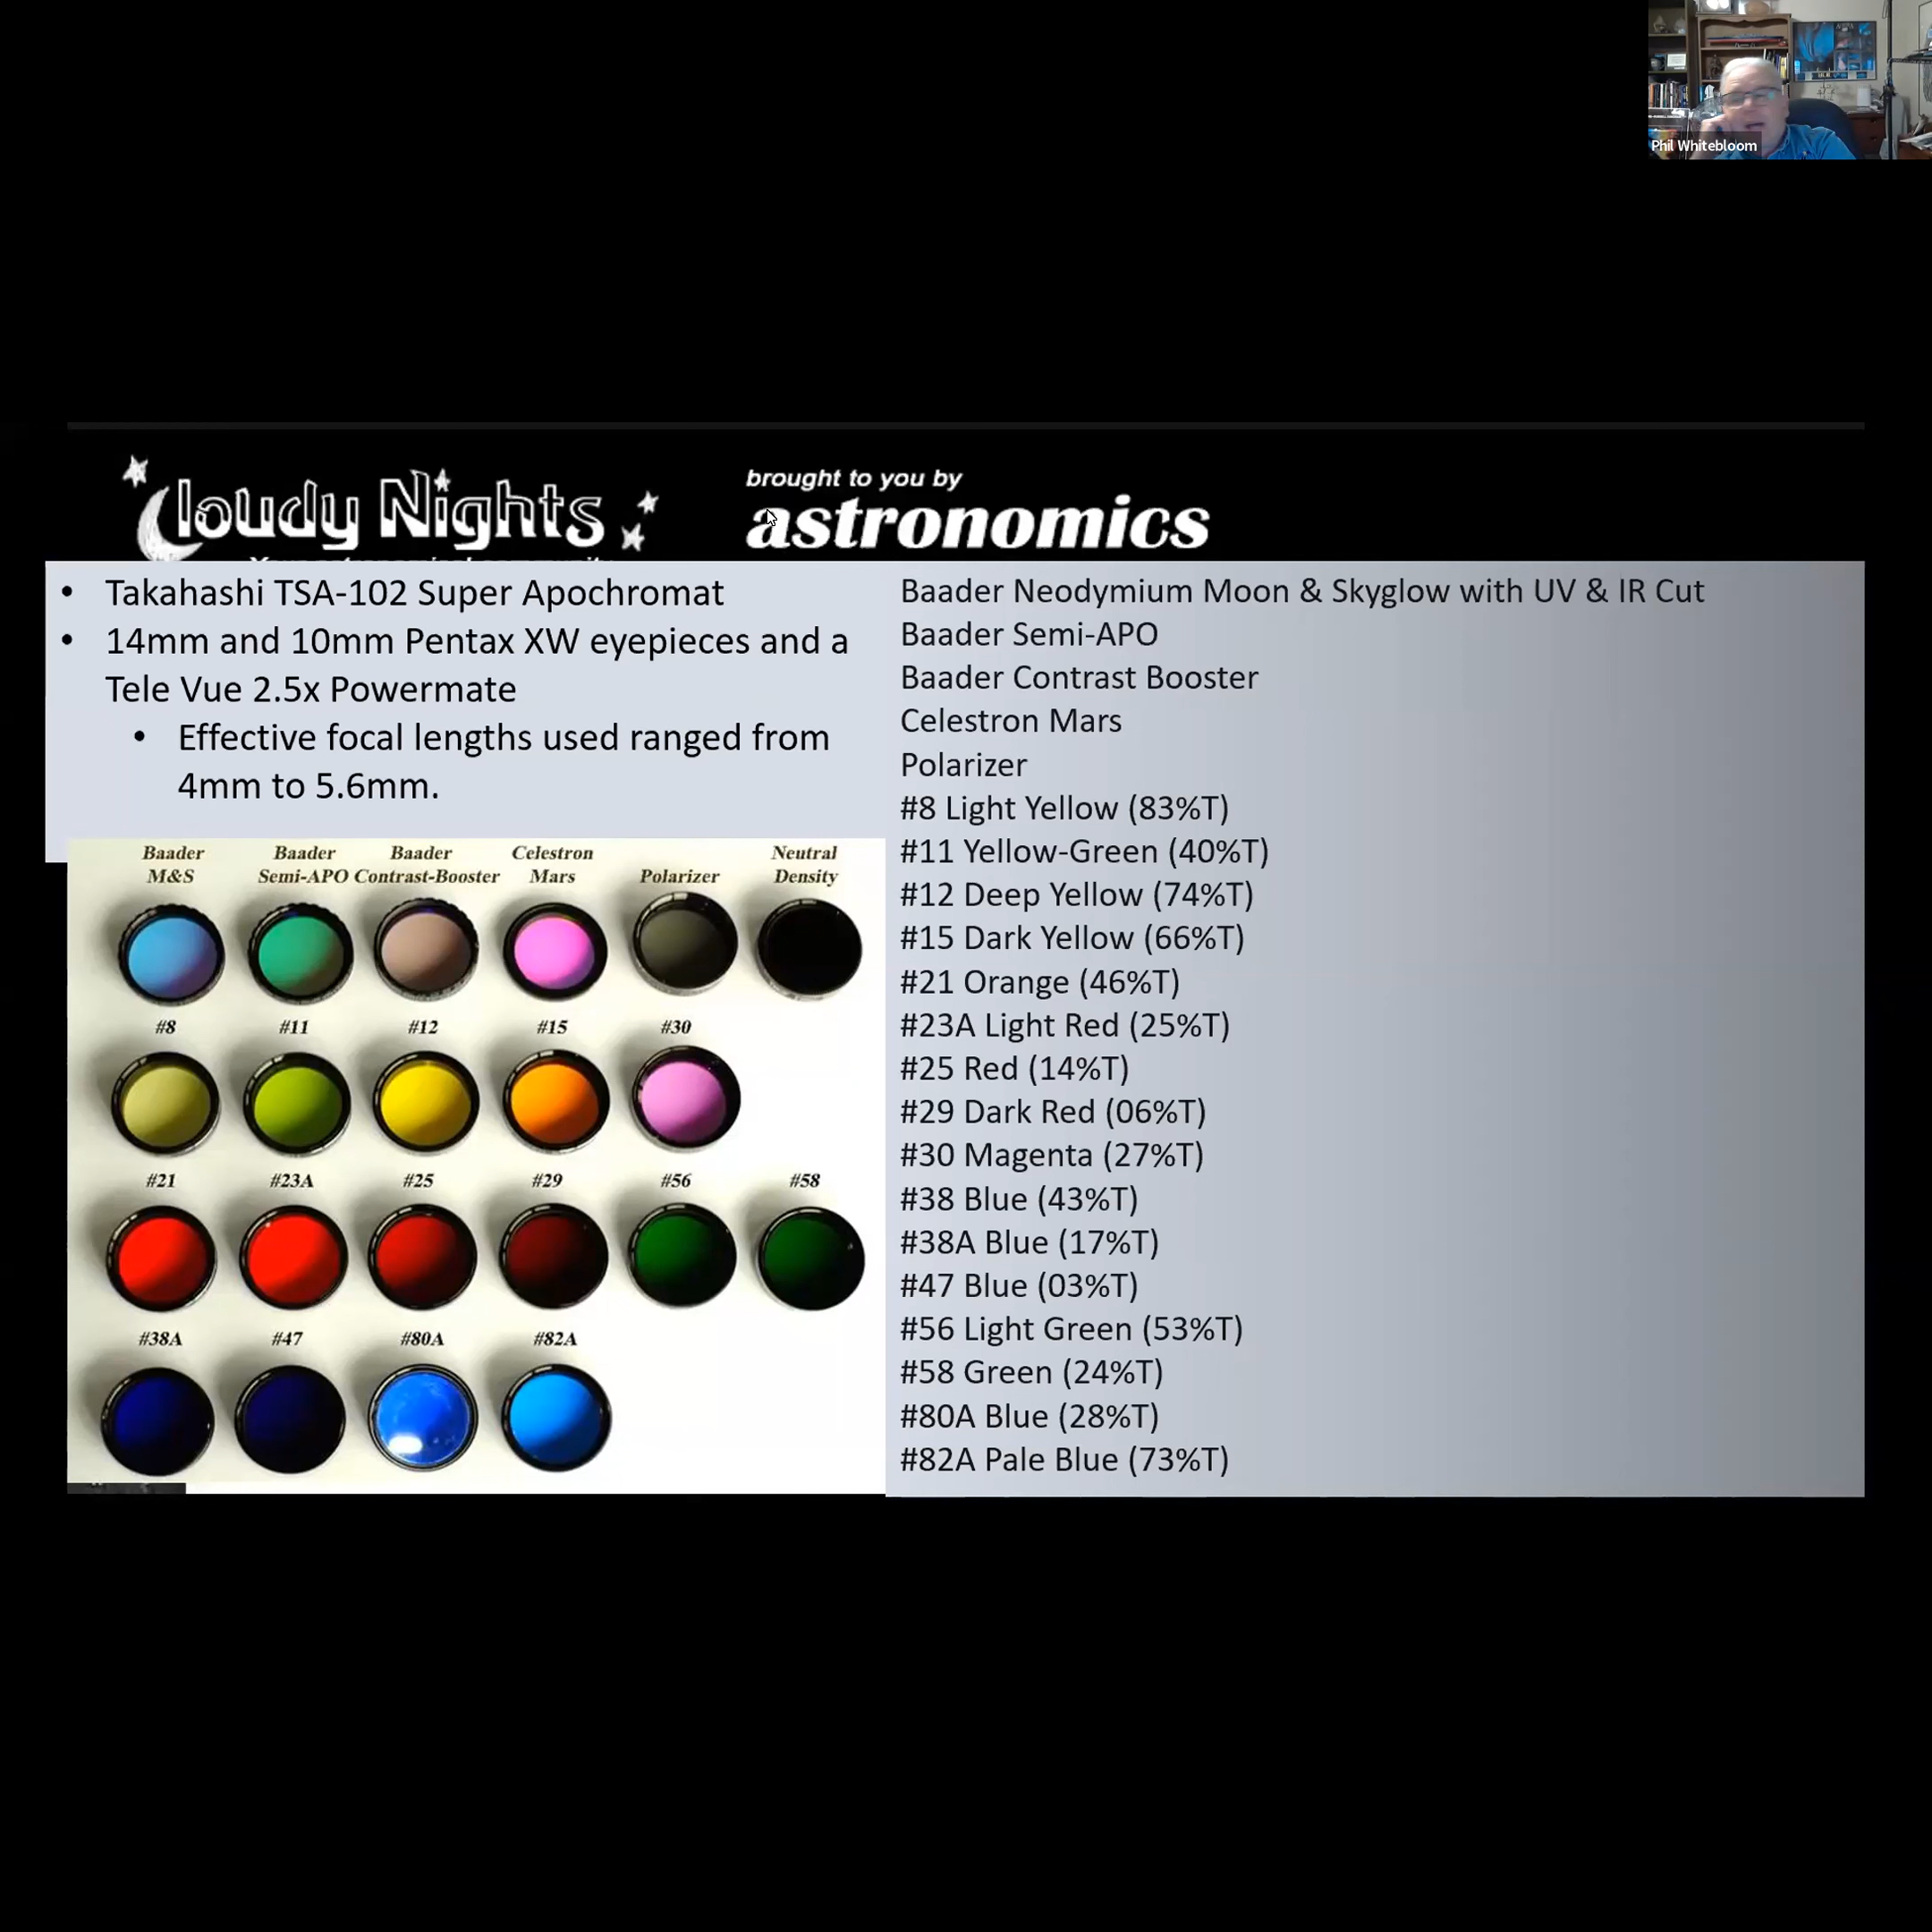 Phil Whitebloom
Cloudy Nights
brought to you by
astronomics
• Takahashi TSA-102 Super Apochromat
• 14mm and 10mm Pentax XW eyepieces and a
Tele Vue 2.5x Powermate
• Effective focal lengths used ranged from
4mm to 5.6mm.
Baader Baader Baader Celestron Neutral
M&S Semi-APO Contrast-Booster Mars Polarizer Density
#8 #11 #12 #15 #30
#21 #23A #25 #29 #56 #58
#38A #47 #80A #82A
Baader Neodymium Moon & Skyglow with UV & IR Cut
Baader Semi-APO
Baader Contrast Booster
Celestron Mars
Polarizer
#8 Light Yellow (83%T)
#11 Yellow-Green (40%T)
#12 Deep Yellow (74%T)
#15 Dark Yellow (66%T)
#21 Orange (46%T)
#23A Light Red (25%T)
#25 Red (14%T)
#29 Dark Red (06%T)
#30 Magenta (27%T)
#38 Blue (43%T)
#38A Blue (17%T)
#47 Blue (03%T)
#56 Light Green (53%T)
#58 Green (24%T)
#80A Blue (28%T)
#82A Pale Blue (73%T)